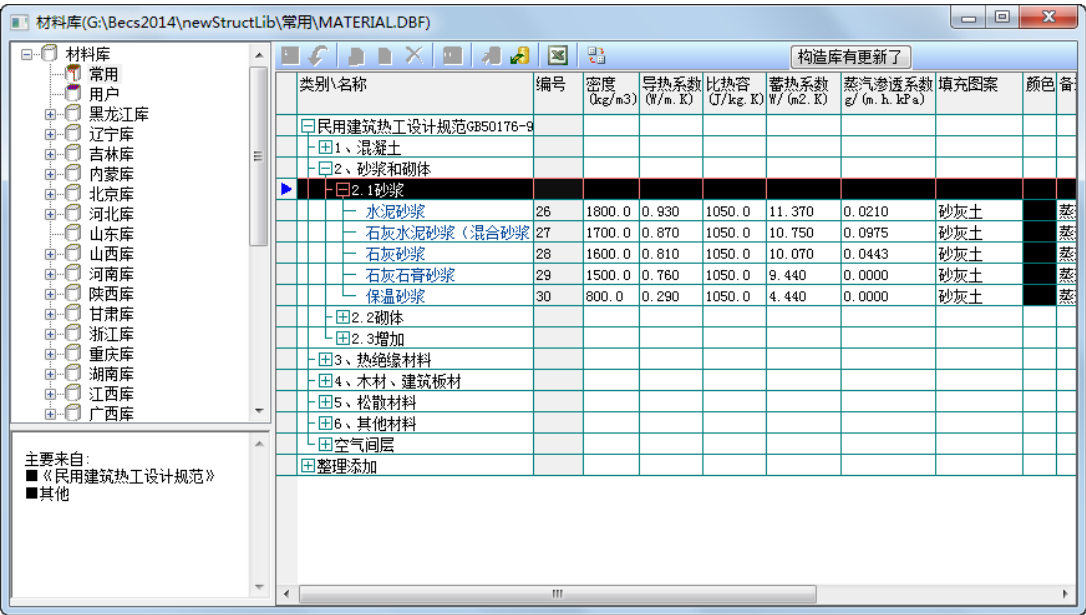 材料库(G:\Becs2014\newStructLib\常用\MATERIAL.DBF)
构造库有更新了
材料库
常用
用户
黑龙江库
辽宁库
吉林库
内蒙库
北京库
河北库
山东库
山西库
河南库
陕西库
甘肃库
浙江库
重庆库
湖南库
江西库
广西库
主要来自:
■《民用建筑热工设计规范》
■其他
类别\名称 编号 密度(kg/m3) 导热系数(W/m.K) 比热容(J/kg.K) 蓄热系数W/(m2.K) 蒸汽渗透系数g/(m.h.kPa) 填充图案 颜色
民用建筑热工设计规范GB50176-9
1、混凝土
2、砂浆和砌体
2.1砂浆
水泥砂浆 26 1800.0 0.930 1050.0 11.370 0.0210 砂灰土 蒸
石灰水泥砂浆(混合砂浆 27 1700.0 0.870 1050.0 10.750 0.0975 砂灰土 蒸
石灰砂浆 28 1600.0 0.810 1050.0 10.070 0.0443 砂灰土 蒸
石灰石膏砂浆 29 1500.0 0.760 1050.0 9.440 0.0000 砂灰土 蒸
保温砂浆 30 800.0 0.290 1050.0 4.440 0.0000 砂灰土 蒸
2.2砌体
2.3增加
3、热绝缘材料
4、木材、建筑板材
5、松散材料
6、其他材料
空气间层
整理添加